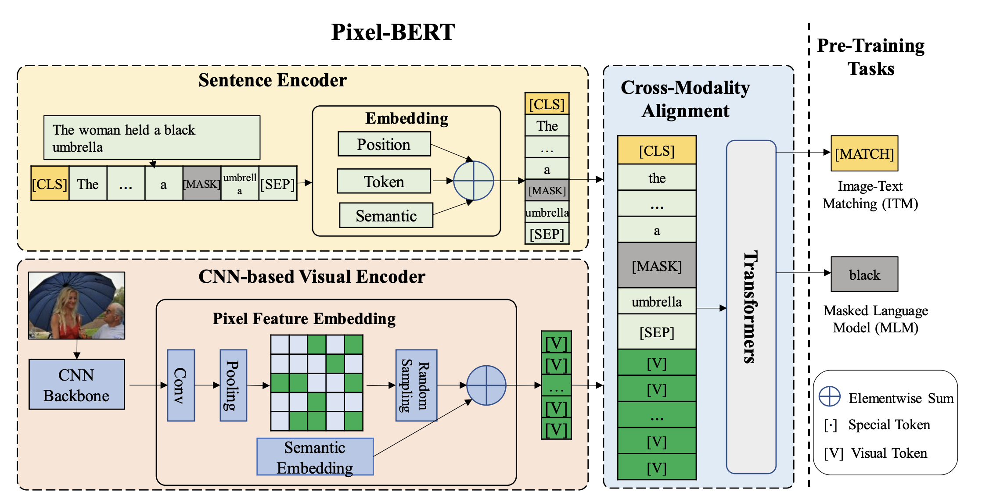 Pixel-BERT
Sentence Encoder
The woman held a black
umbrella
[CLS] The ... a [MASK] umbrell
a [SEP]
Embedding
Position
Token
Semantic
[CLS]
The
...
a
[MASK]
umbrella
[SEP]
CNN-based Visual Encoder
CNN
Backbone
Pixel Feature Embedding
Conv
Pooling
Random
Sampling
Semantic
Embedding
[V]
[V]
...
[V]
[V]
Cross-Modality
Alignment
[CLS]
the
...
a
[MASK]
umbrella
[SEP]
[V]
[V]
...
[V]
[V]
Transformers
Pre-Training
Tasks
[MATCH]
Image-Text
Matching (ITM)
black
Masked Language
Model (MLM)
Elementwise Sum
[·] Special Token
[V] Visual Token